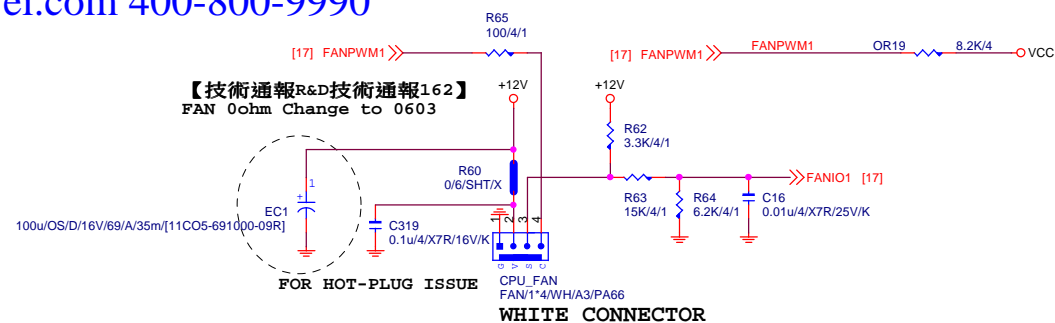 ef.com 400-800-9990
R65
100/4/1
[17] FANPWM1
[17] FANPWM1
FANPWM1
OR19
8.2K/4
VCC
【技術通報R&D技術通報162】
FAN 0ohm Change to 0603
+12V
+12V
R62
3.3K/4/1
R60
0/6/SHT/X
FANIO1 [17]
R63
15K/4/1
R64
6.2K/4/1
C16
0.01u/4/X7R/25V/K
1
+
EC1
100u/OS/D/16V/69/A/35m/[11CO5-691000-09R]
C319
0.1u/4/X7R/16V/K
1 2 3 4
G V S C
FOR HOT-PLUG ISSUE
CPU_FAN
FAN/1*4/WH/A3/PA66
WHITE CONNECTOR